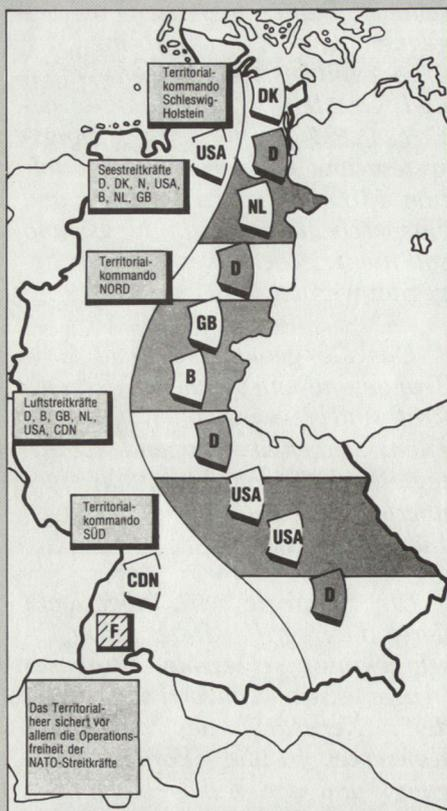 Territorial-
kommando
Schleswig-
Holstein
DK
USA
D
Seestreitkräfte
D, DK, N, USA,
B, NL, GB
NL
Territorial-
kommando
NORD
D
GB
B
Luftstreitkräfte
D, B, GB, NL,
USA, CDN
D
USA
Territorial-
kommando
SÜD
USA
CDN
D
F
Das Territorial-
heer sichert vor
allem die Operations-
freiheit der
NATO-Streitkräfte